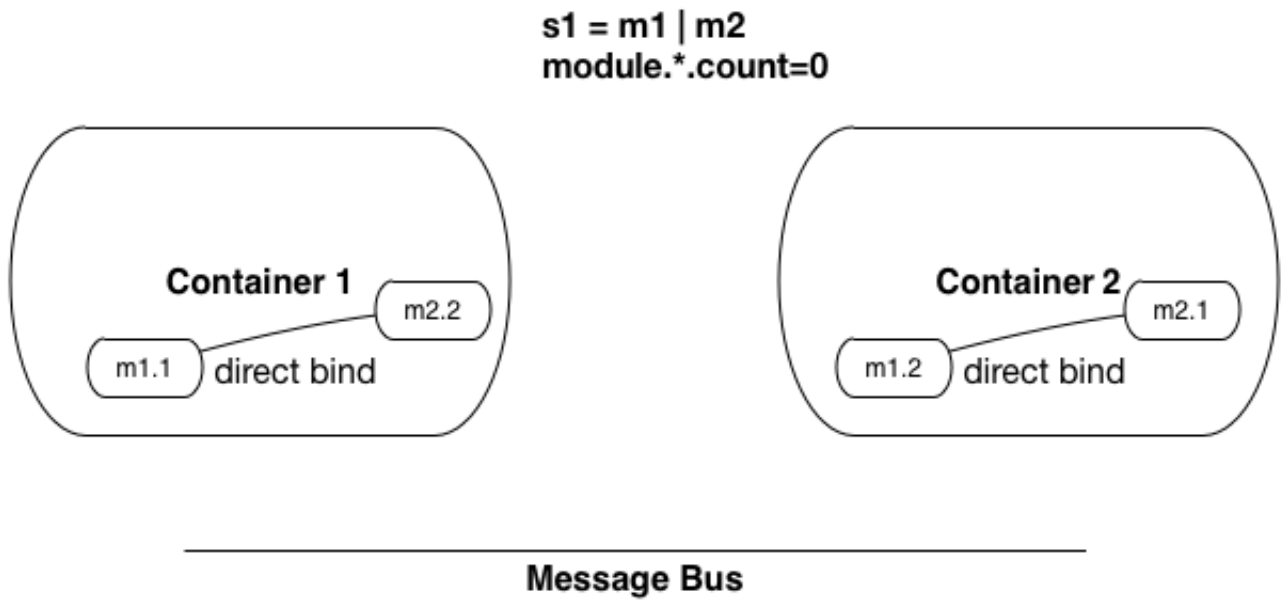 s1 = m1 | m2
module.*.count=0
Container 1
m2.2
m1.1
direct bind
Container 2
m2.1
m1.2
direct bind
Message Bus